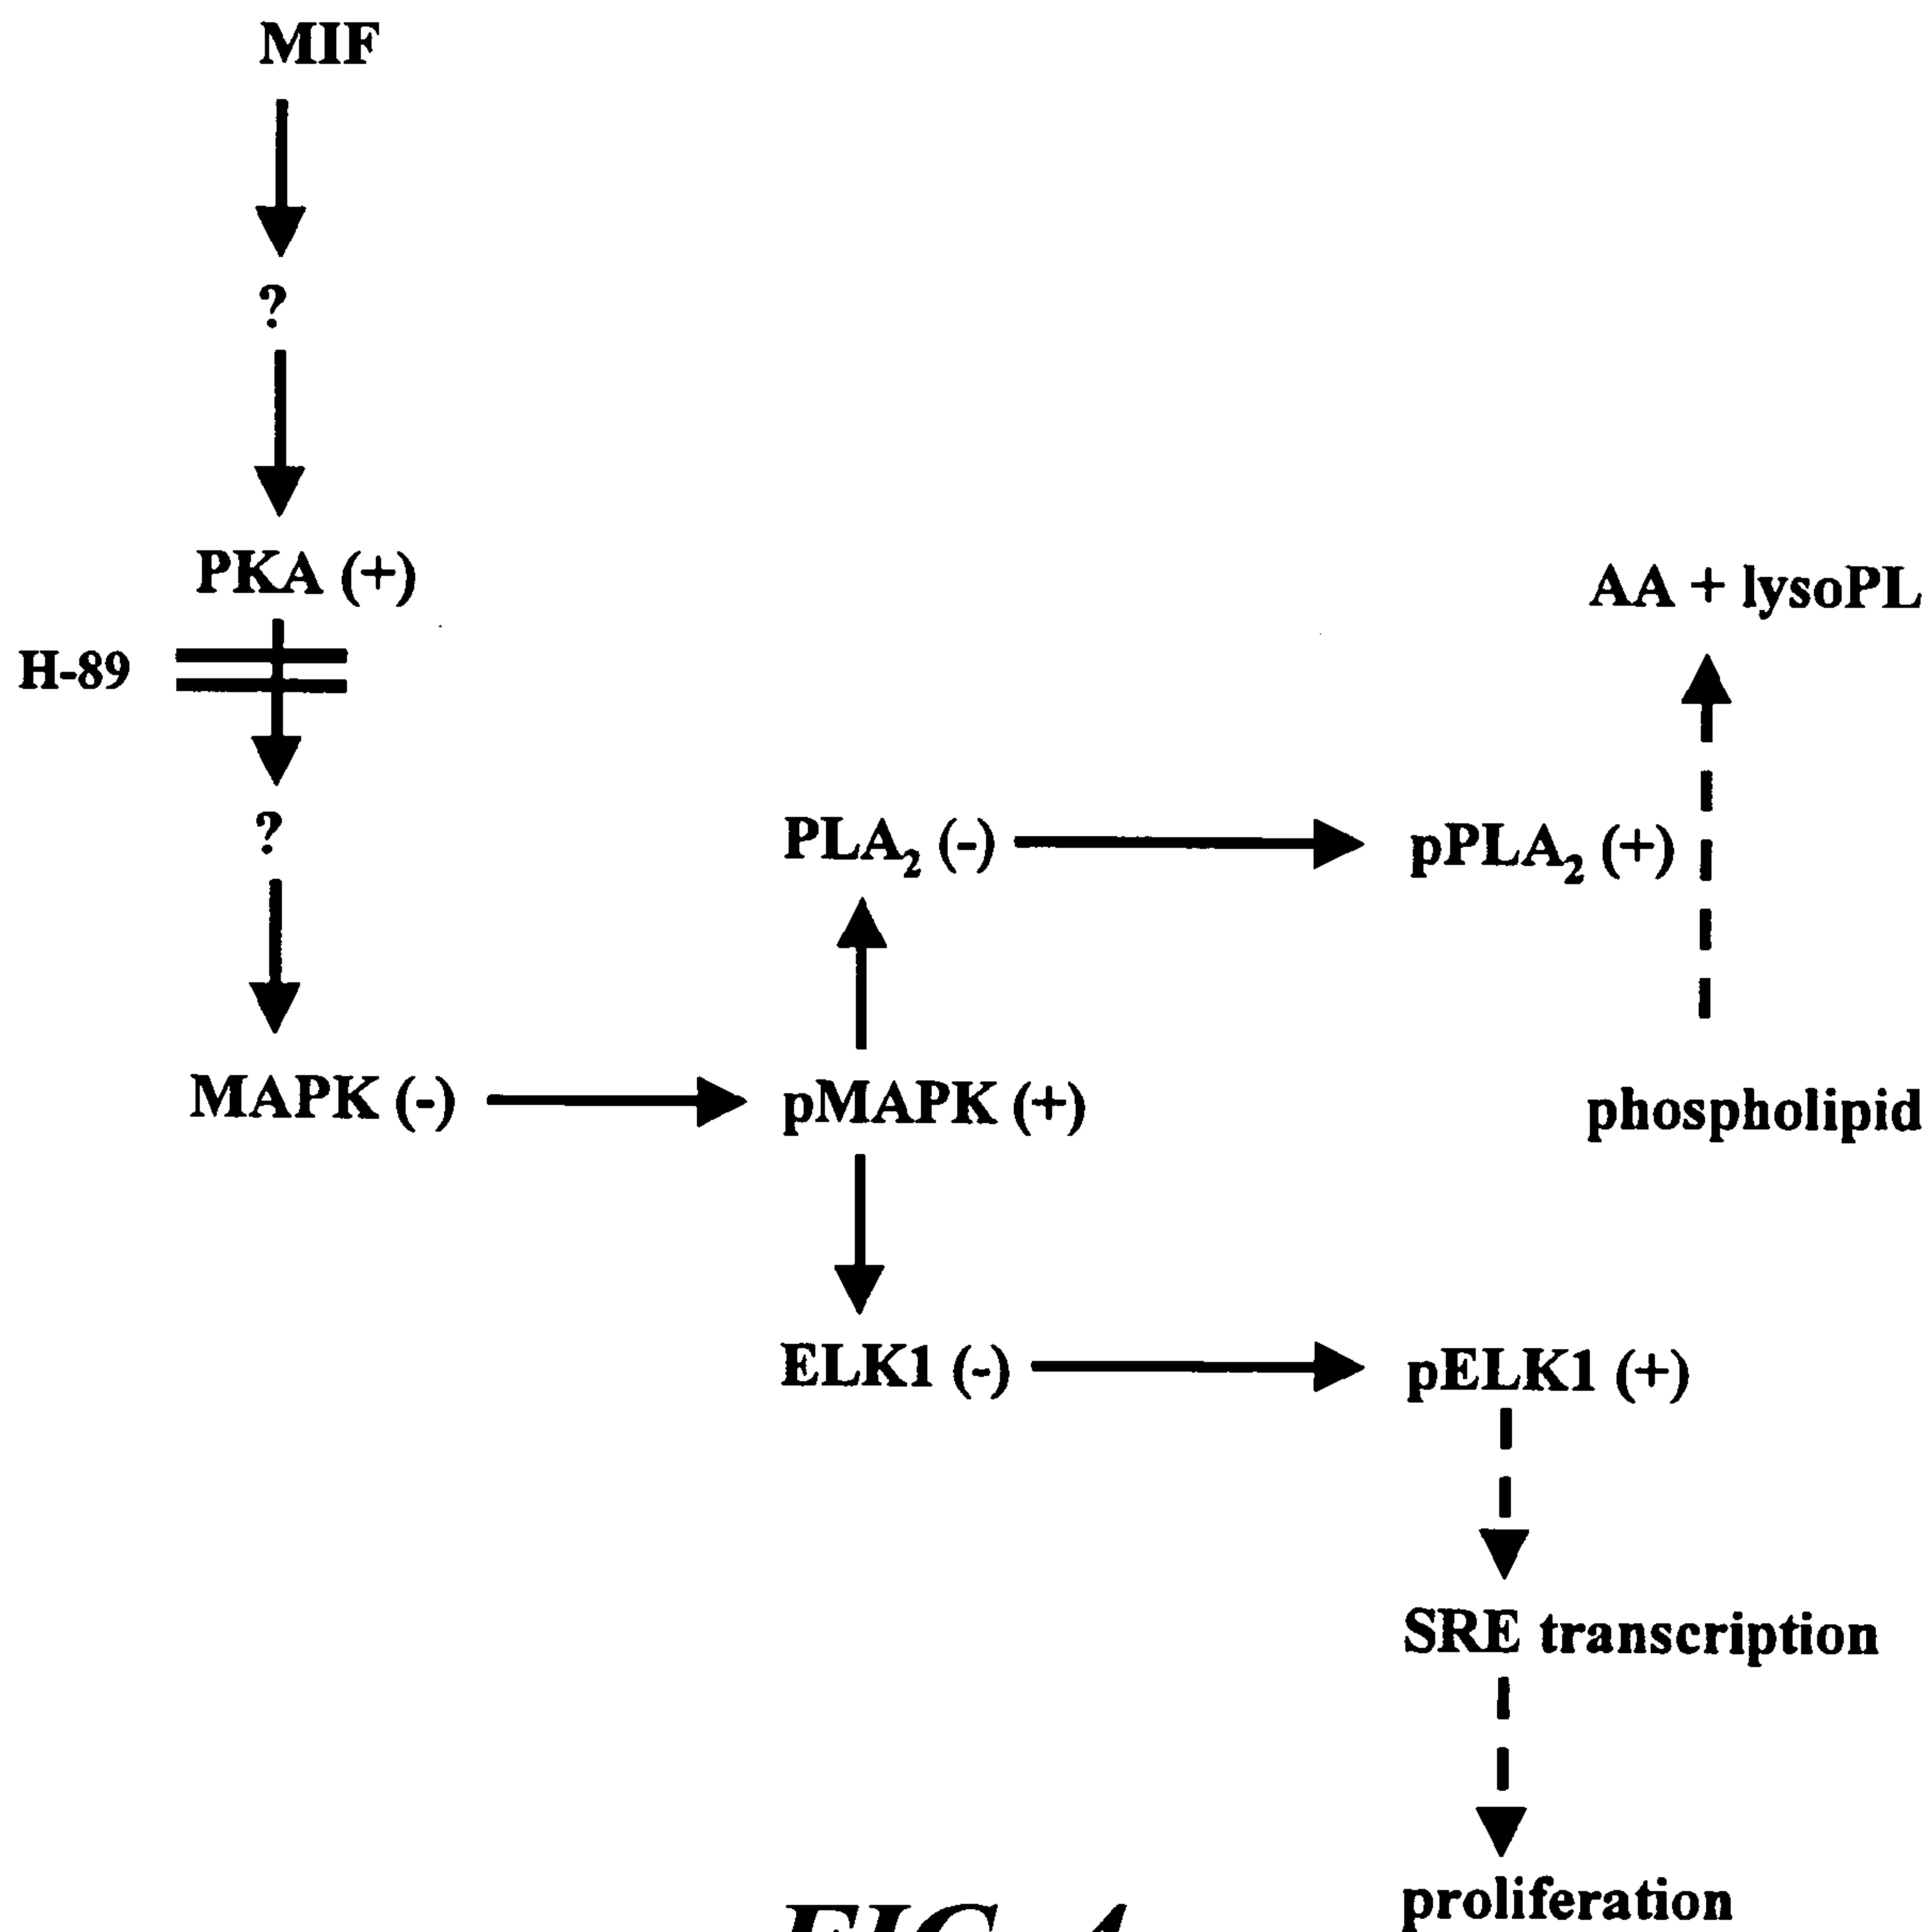 MIF
?
PKA (+)
AA + lysoPL
H-89
?
PLA₂ (-)
pPLA₂ (+)
MAPK (-)
pMAPK (+)
phospholipid
ELK1 (-)
pELK1 (+)
SRE transcription
proliferation